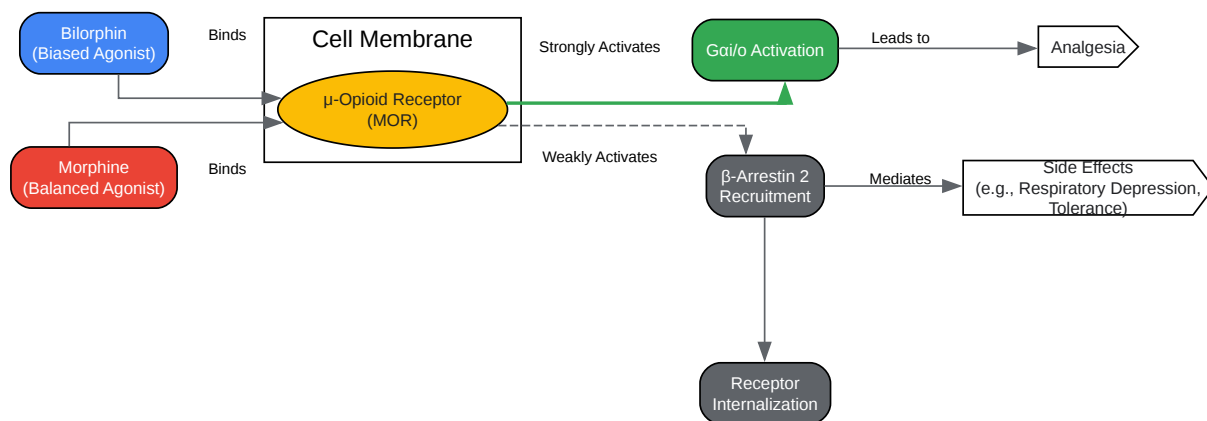 Bilorphin
(Biased Agonist)
Binds
Cell Membrane
Strongly Activates
Gαi/o Activation
Leads to
Analgesia
μ-Opioid Receptor
(MOR)
Morphine
(Balanced Agonist)
Binds
Weakly Activates
β-Arrestin 2
Recruitment
Mediates
Side Effects
(e.g., Respiratory Depression,
Tolerance)
Receptor
Internalization